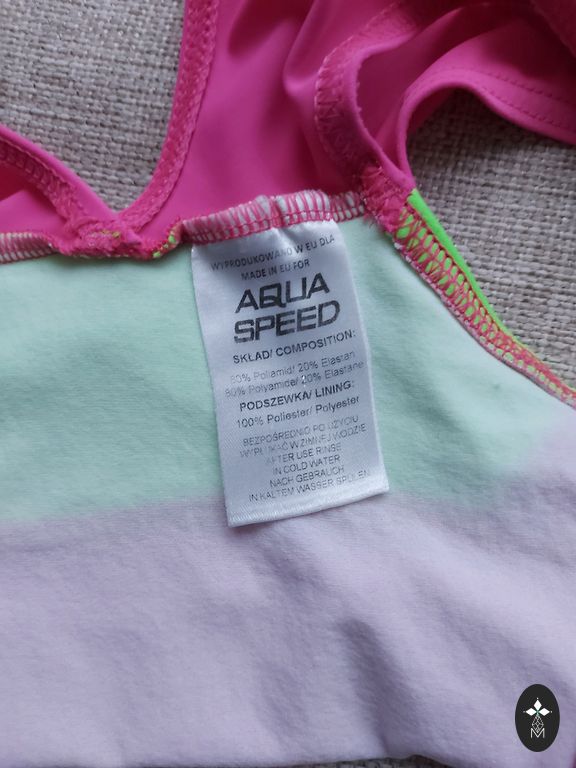 WYPRODUKOWANO W EU DLA
MADE IN EU FOR
AQUA
SPEED
SKŁAD/ COMPOSITION:
80% Poliamid/ 20% Elastan
80% Polyamide/ 20% Elastane
PODSZEWKA/ LINING:
100% Poliester/ Polyester
BEZPOŚREDNIO PO UŻYCIU
WYPŁUKAĆ W ZIMNEJ WODZIE
AFTER USE RINSE
IN COLD WATER
NACH GEBRAUCH
IN KALTEM WASSER SPÜLEN
M